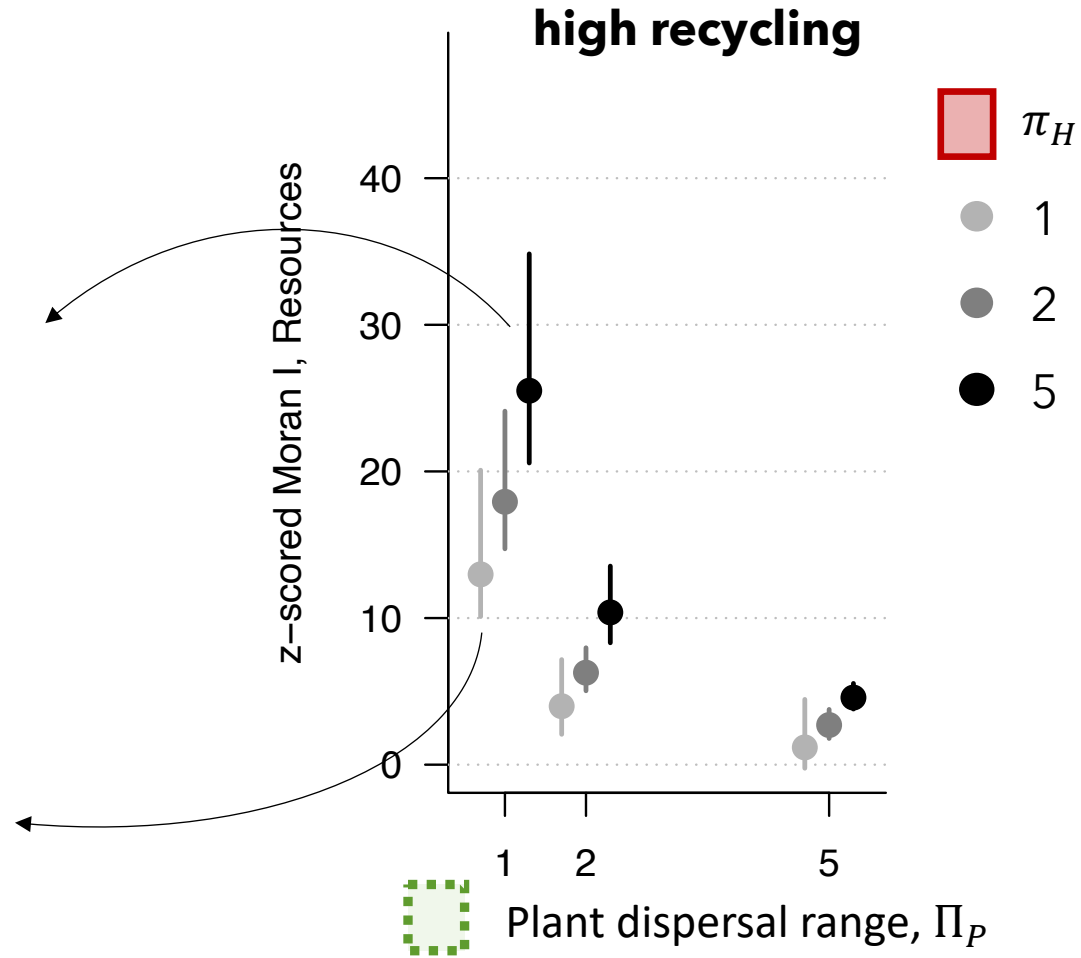 high recycling
π_H
1
2
5
z−scored Moran I, Resources
40
30
20
10
0
1 2 5
Plant dispersal range, Π_P